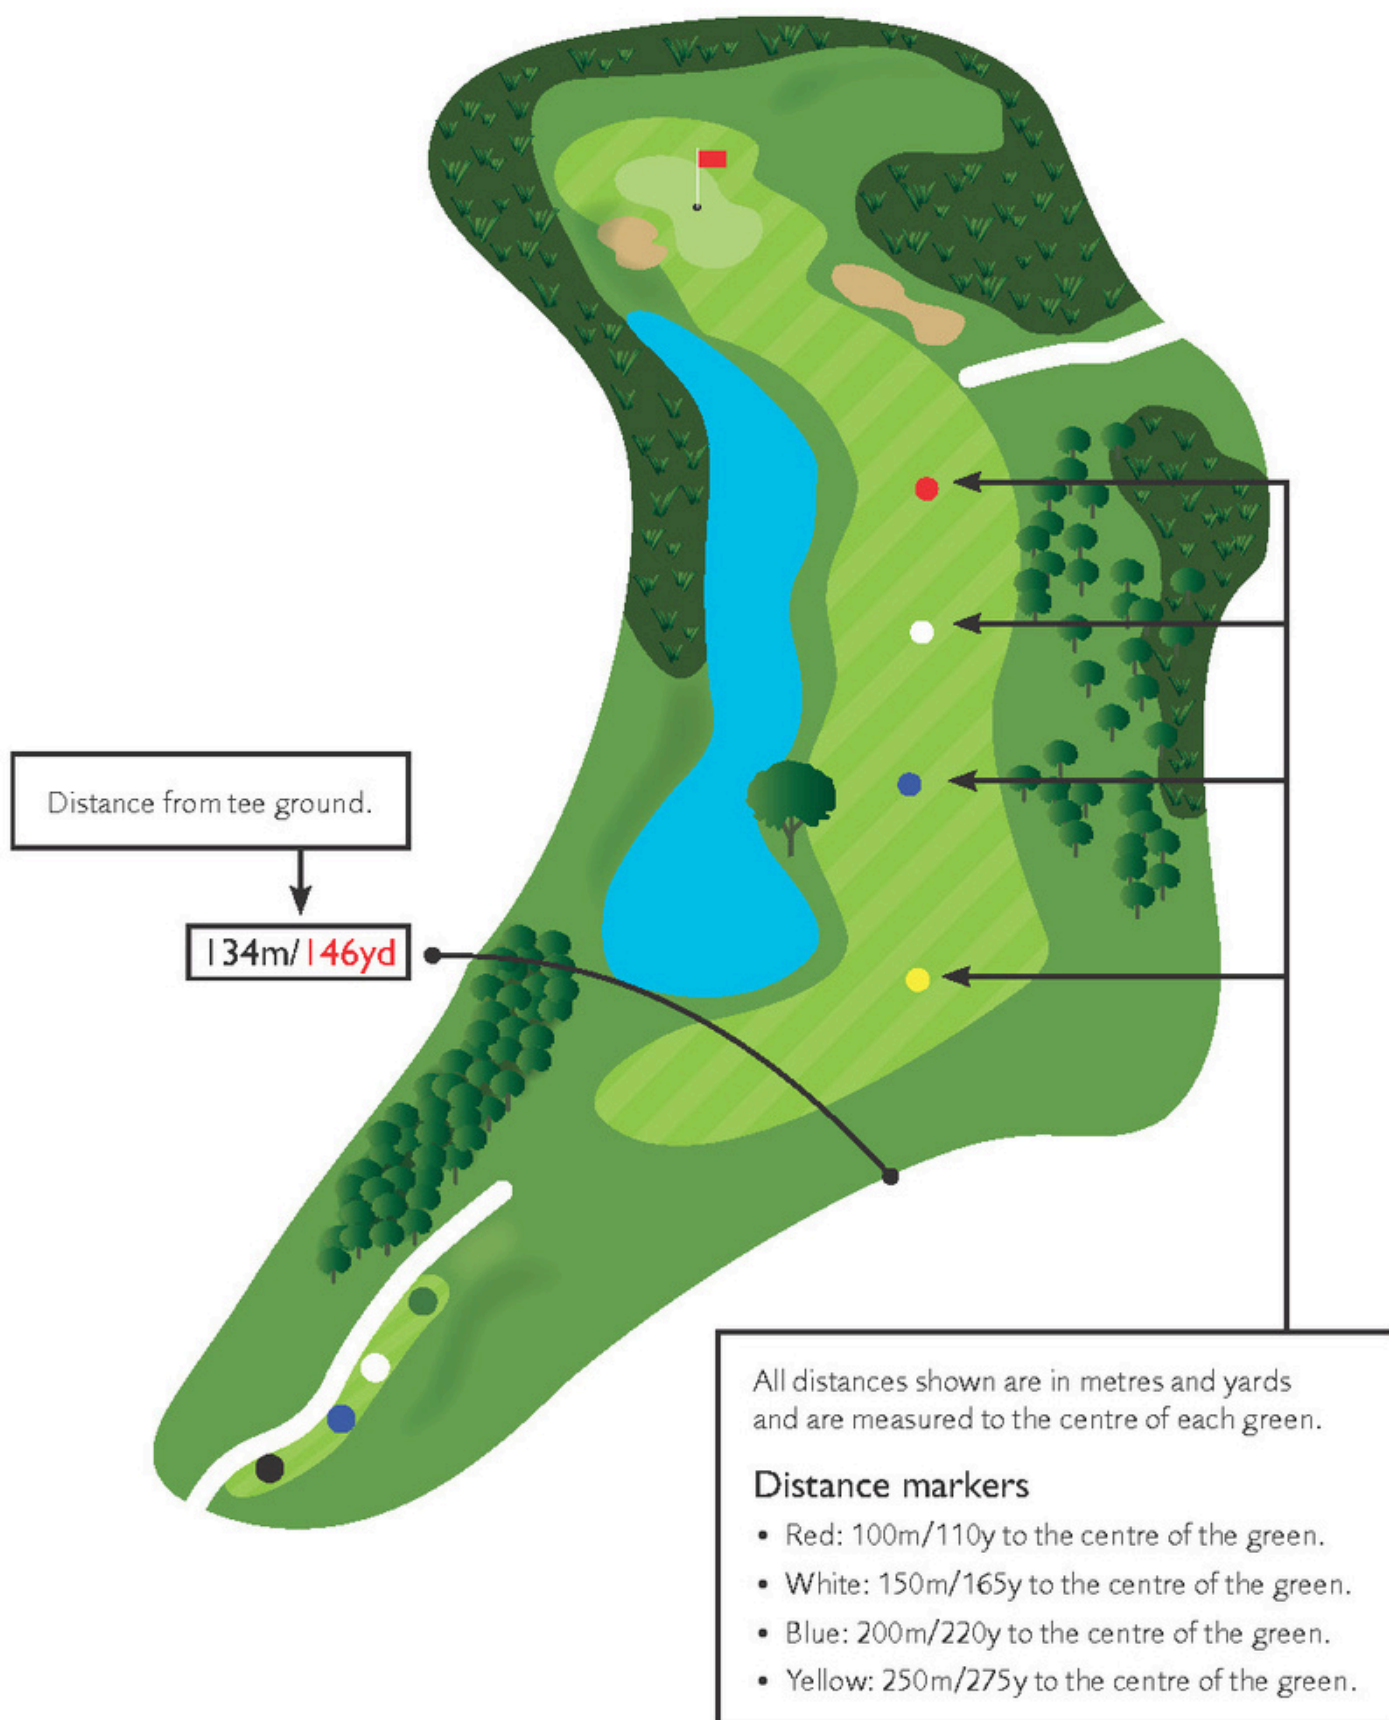 Distance from tee ground.
134m/146yd
All distances shown are in metres and yards
and are measured to the centre of each green.
Distance markers
• Red: 100m/110y to the centre of the green.
• White: 150m/165y to the centre of the green.
• Blue: 200m/220y to the centre of the green.
• Yellow: 250m/275y to the centre of the green.